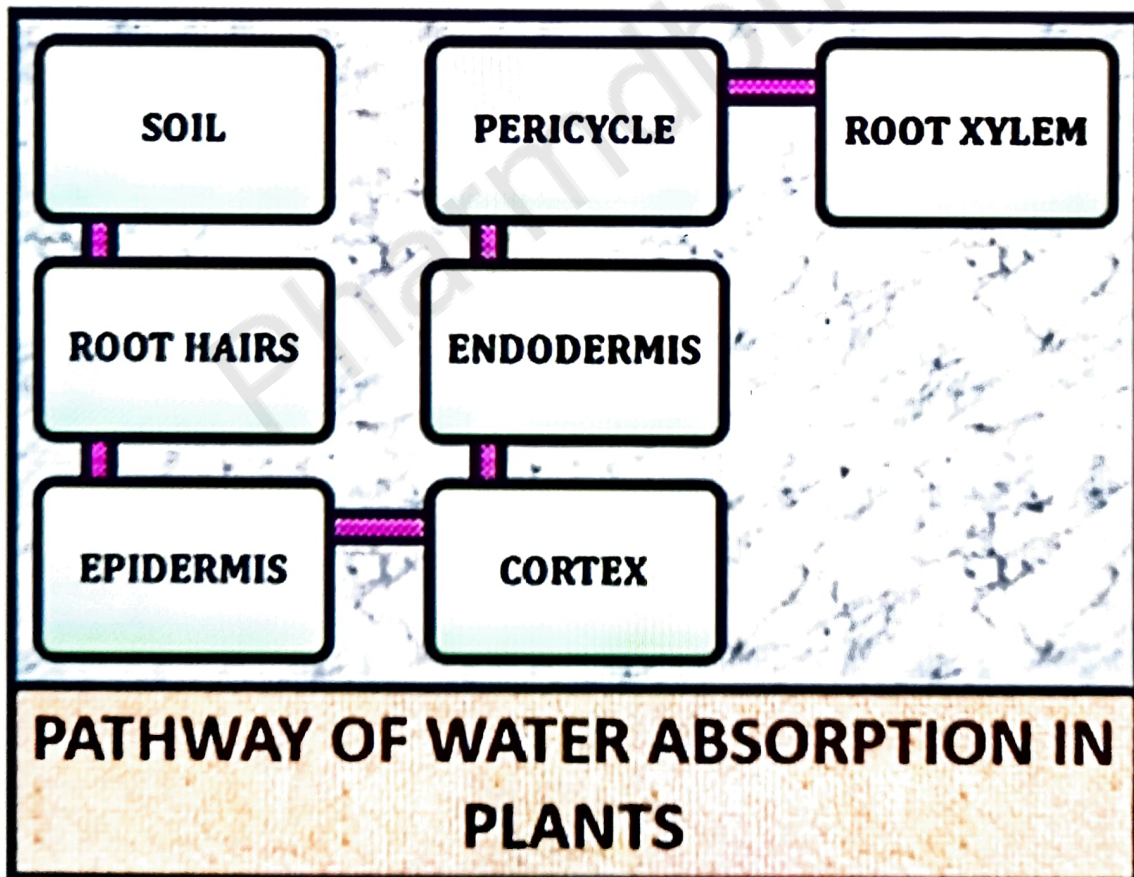 SOIL
ROOT HAIRS
EPIDERMIS
CORTEX
ENDODERMIS
PERICYCLE
ROOT XYLEM
PATHWAY OF WATER ABSORPTION IN
PLANTS